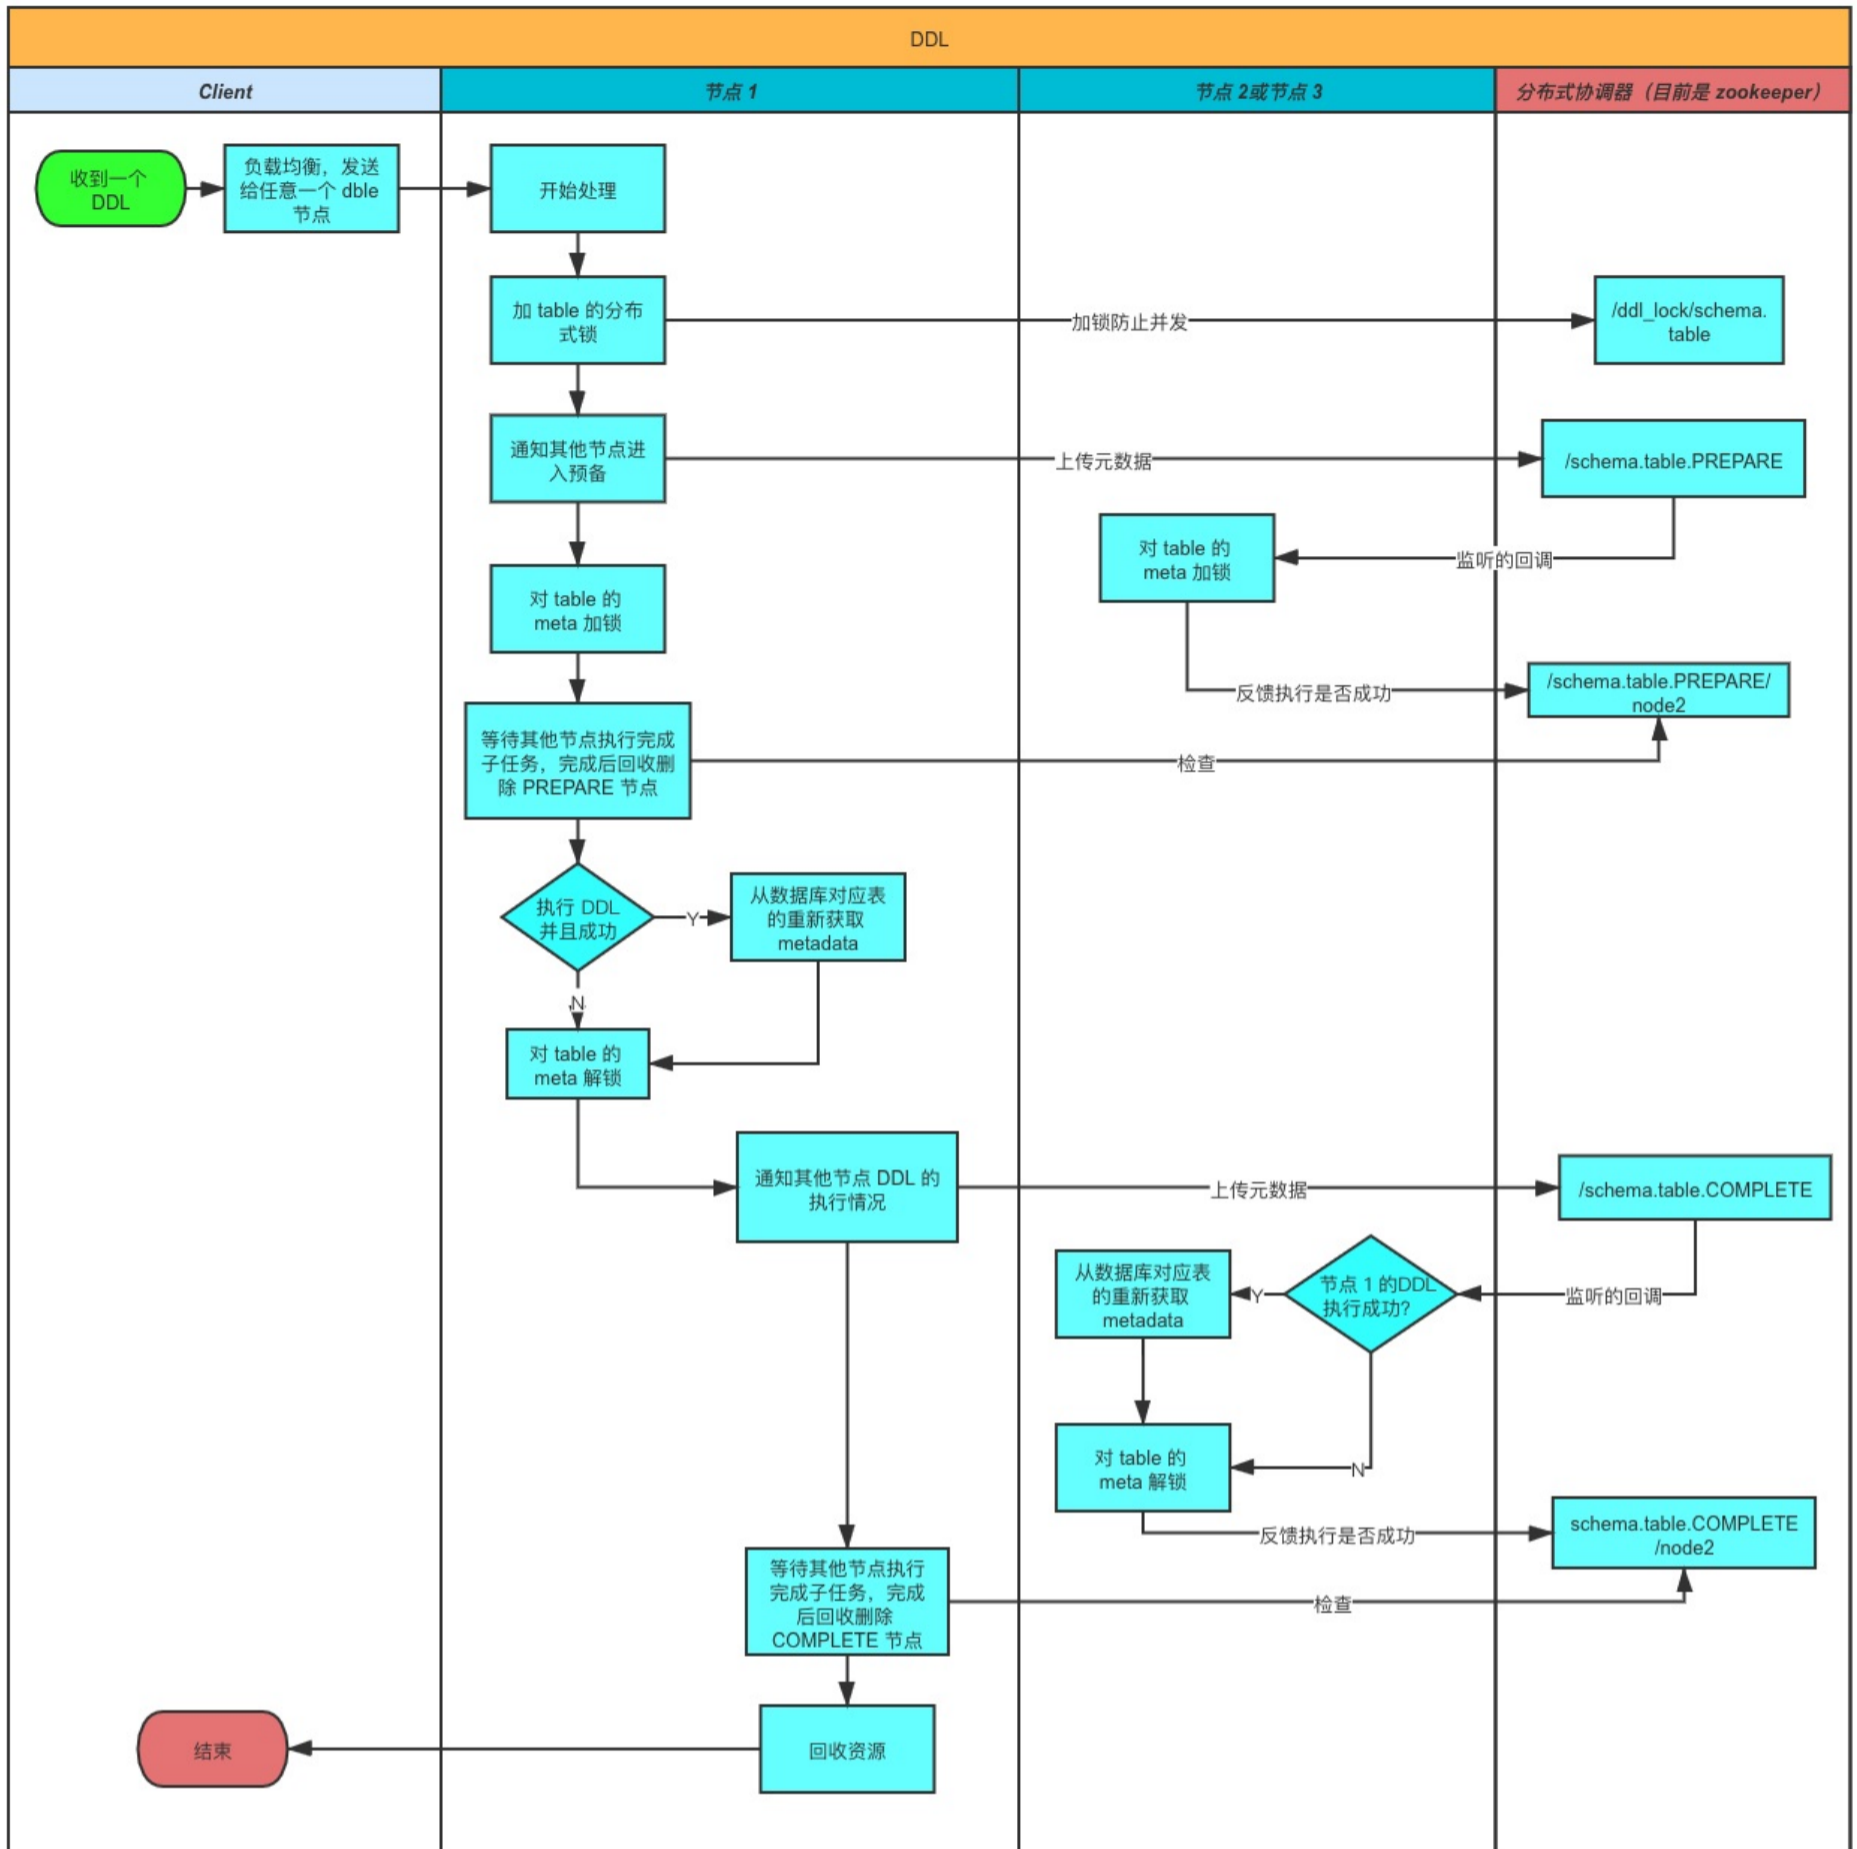 DDL
Client
节点 1
节点 2或节点 3
分布式协调器（目前是 zookeeper）
收到一个
DDL
负载均衡，发送
给任意一个 dble
节点
开始处理
加 table 的分布
式锁
加锁防止并发
/ddl_lock/schema.
table
通知其他节点进
入预备
上传元数据
/schema.table.PREPARE
对 table 的
meta 加锁
监听的回调
对 table 的
meta 加锁
反馈执行是否成功
/schema.table.PREPARE/
node2
等待其他节点执行完成
子任务，完成后回收删
除 PREPARE 节点
检查
执行 DDL
并且成功
Y
从数据库对应表
的重新获取
metadata
N
对 table 的
meta 解锁
通知其他节点 DDL 的
执行情况
上传元数据
/schema.table.COMPLETE
从数据库对应表
的重新获取
metadata
Y
节点 1 的DDL
执行成功?
监听的回调
对 table 的
meta 解锁
N
反馈执行是否成功
schema.table.COMPLETE
/node2
等待其他节点执行
完成子任务，完成
后回收删除
COMPLETE 节点
检查
回收资源
结束